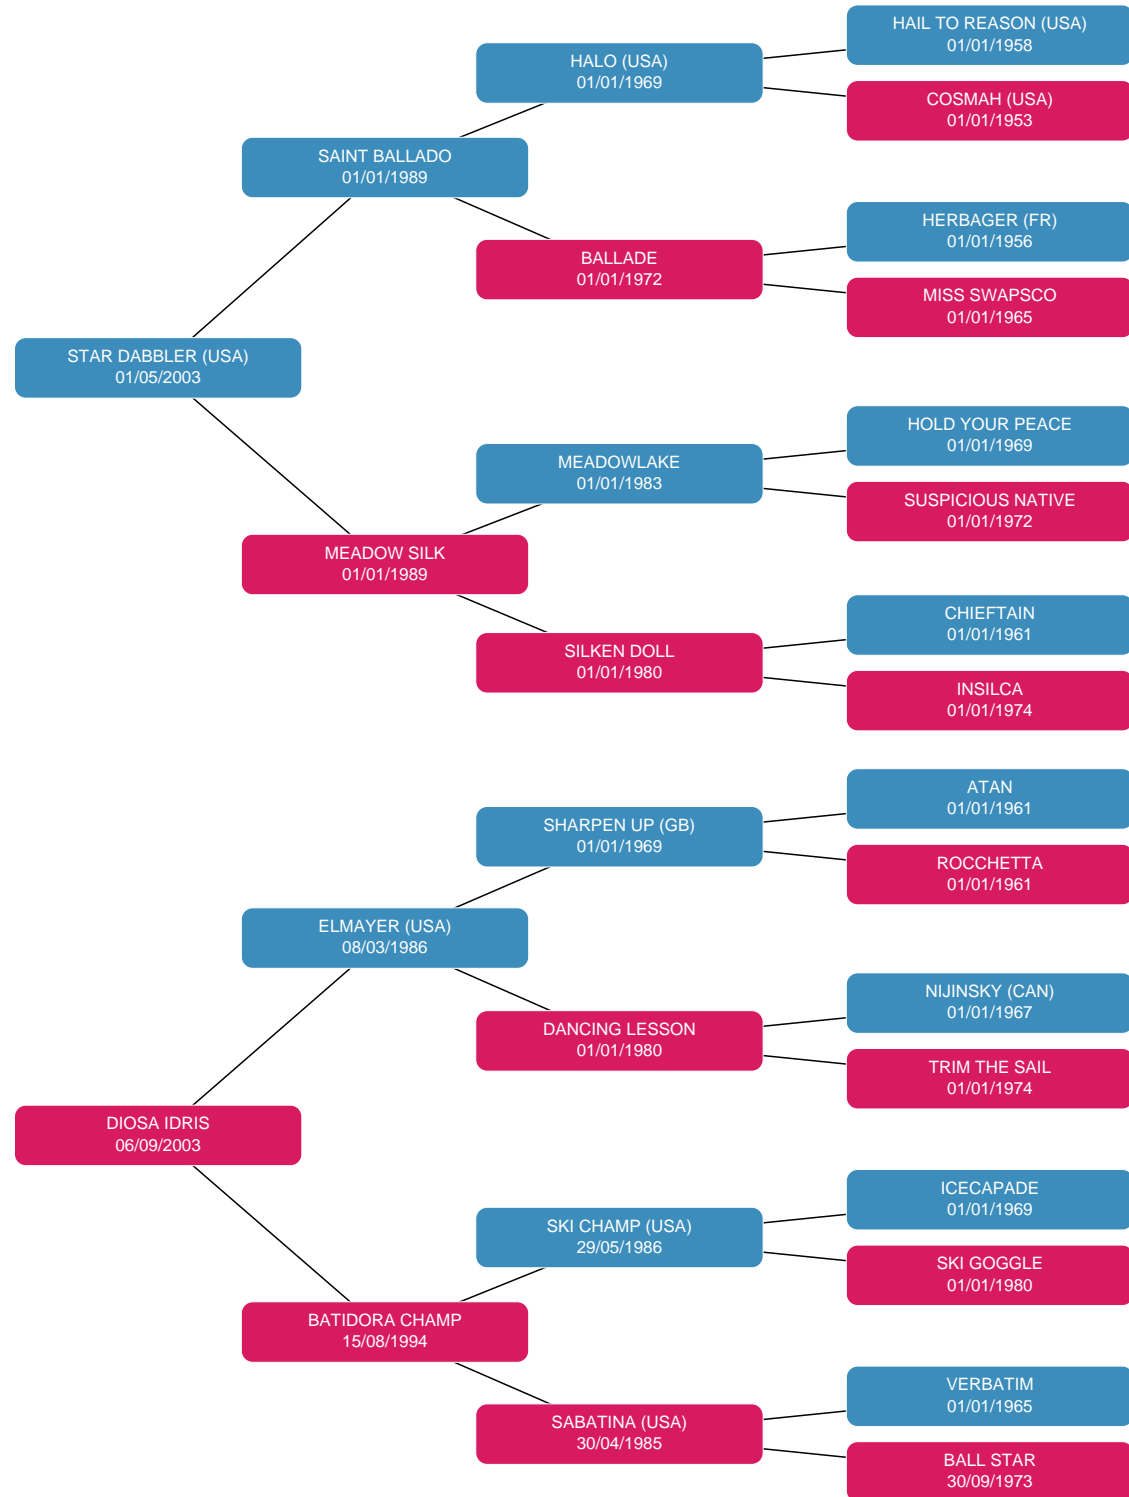 HAIL TO REASON (USA)
01/01/1958
HALO (USA)
01/01/1969
COSMAH (USA)
01/01/1953
SAINT BALLADO
01/01/1989
HERBAGER (FR)
01/01/1956
BALLADE
01/01/1972
MISS SWAPSCO
01/01/1965
STAR DABBLER (USA)
01/05/2003
HOLD YOUR PEACE
01/01/1969
MEADOWLAKE
01/01/1983
SUSPICIOUS NATIVE
01/01/1972
MEADOW SILK
01/01/1989
CHIEFTAIN
01/01/1961
SILKEN DOLL
01/01/1980
INSILCA
01/01/1974
ATAN
01/01/1961
SHARPEN UP (GB)
01/01/1969
ROCCHETTA
01/01/1961
ELMAYER (USA)
08/03/1986
NIJINSKY (CAN)
01/01/1967
DANCING LESSON
01/01/1980
TRIM THE SAIL
01/01/1974
DIOSA IDRIS
06/09/2003
ICECAPADE
01/01/1969
SKI CHAMP (USA)
29/05/1986
SKI GOGGLE
01/01/1980
BATIDORA CHAMP
15/08/1994
VERBATIM
01/01/1965
SABATINA (USA)
30/04/1985
BALL STAR
30/09/1973